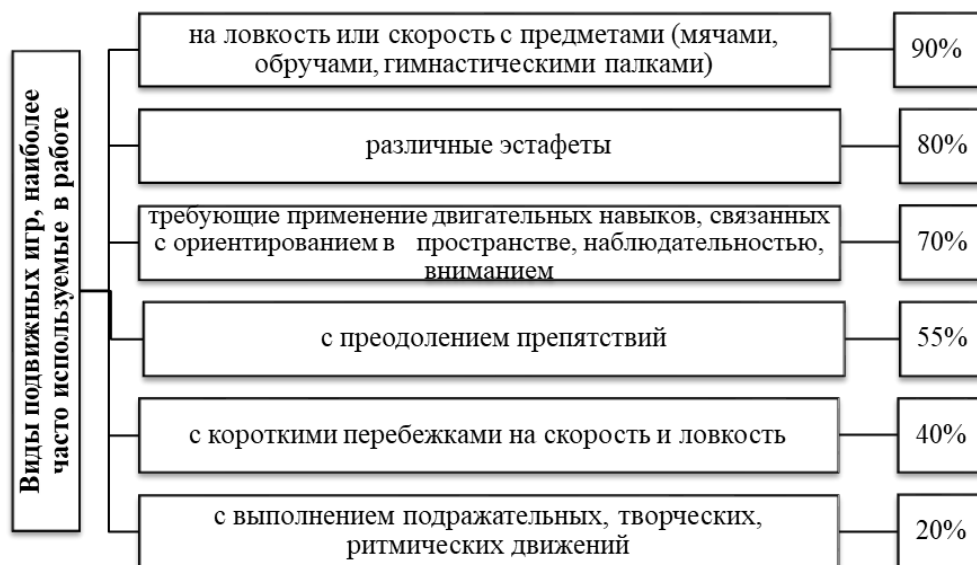 Виды подвижных игр, наиболее
часто используемые в работе
на ловкость или скорость с предметами (мячами,
обручами, гимнастическими палками)
90%
различные эстафеты
80%
требующие применение двигательных навыков, связанных
с ориентированием в пространстве, наблюдательностью,
вниманием
70%
с преодолением препятствий
55%
с короткими перебежками на скорость и ловкость
40%
с выполнением подражательных, творческих,
ритмических движений
20%